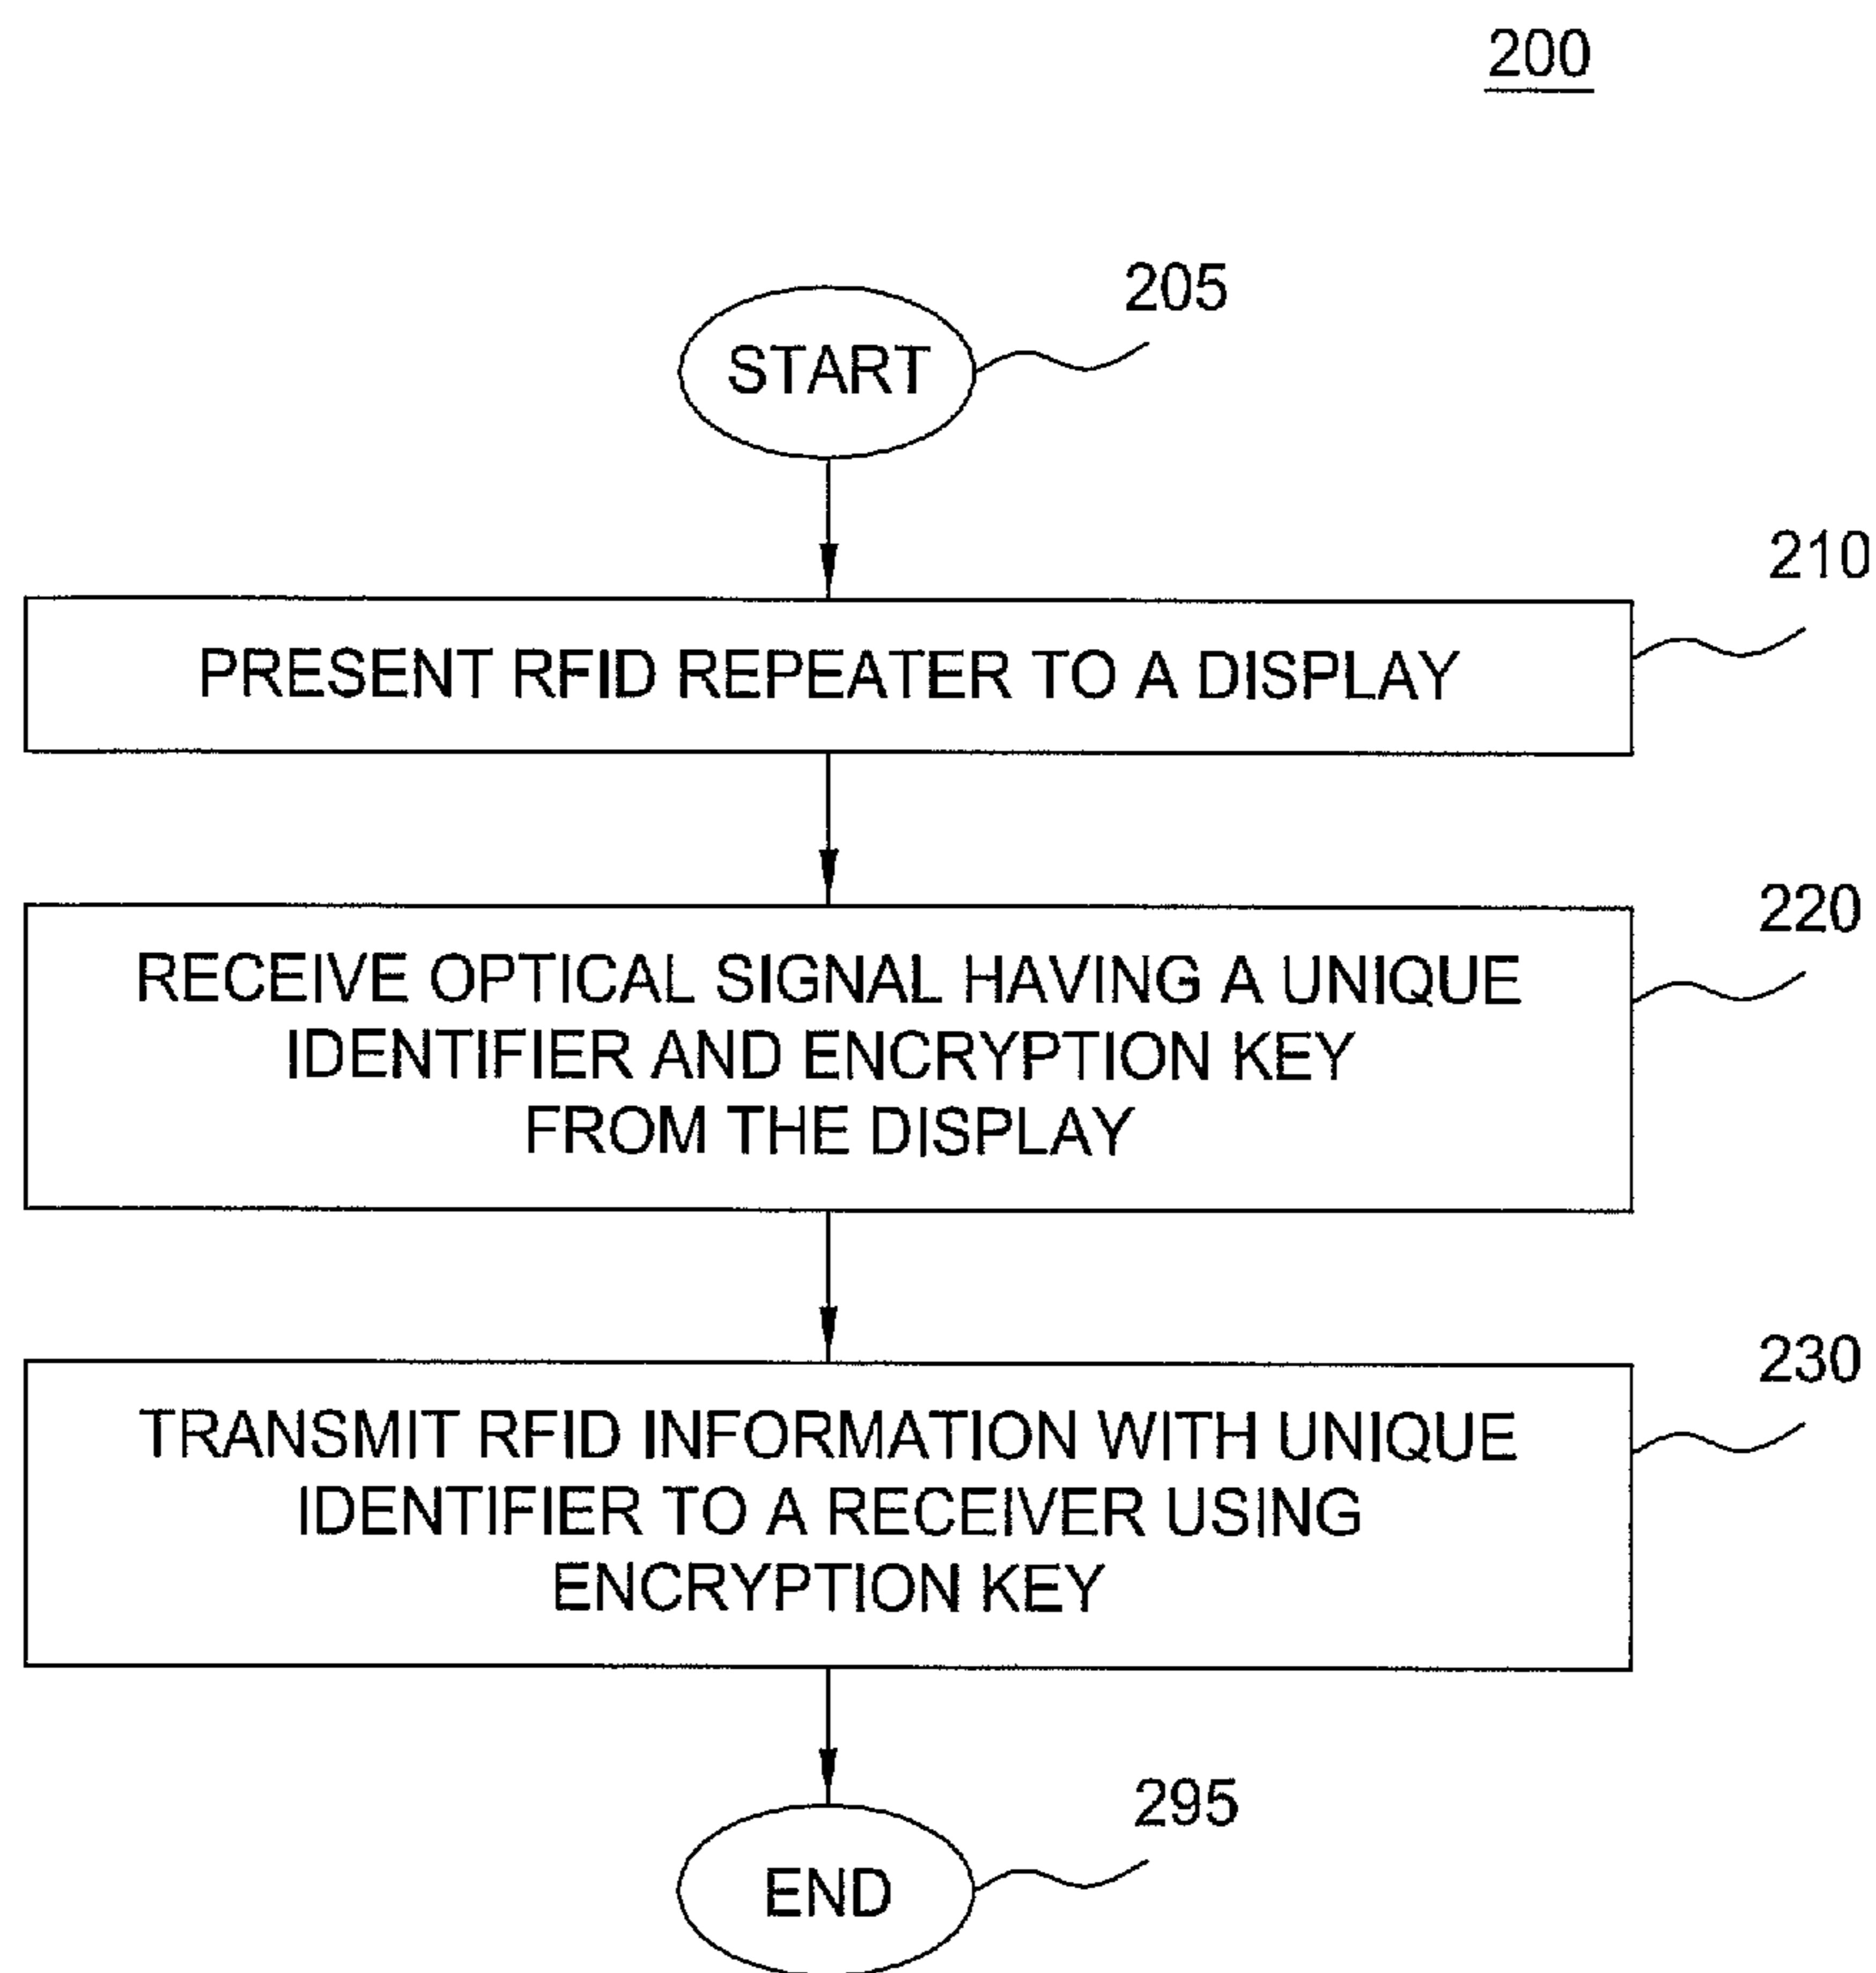 200
205
START
210
PRESENT RFID REPEATER TO A DISPLAY
220
RECEIVE OPTICAL SIGNAL HAVING A UNIQUE
IDENTIFIER AND ENCRYPTION KEY
FROM THE DISPLAY
230
TRANSMIT RFID INFORMATION WITH UNIQUE
IDENTIFIER TO A RECEIVER USING
ENCRYPTION KEY
295
END